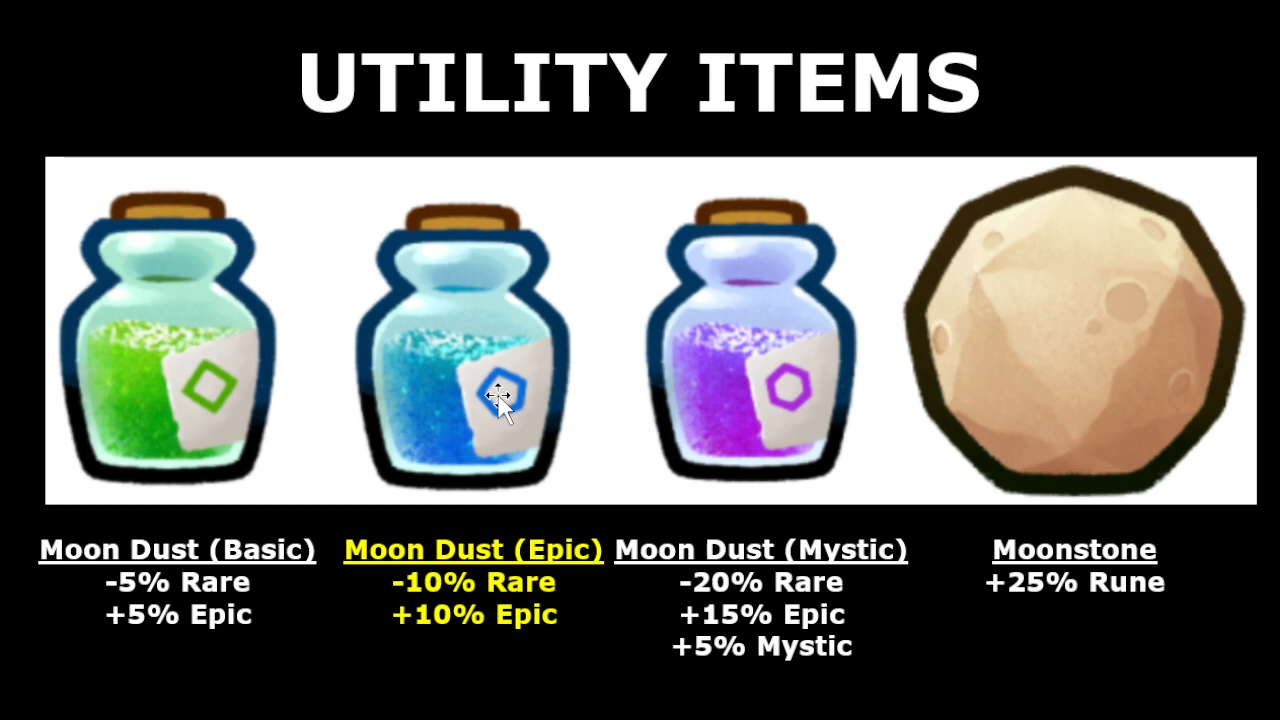 UTILITY ITEMS
Moon Dust (Basic)
-5% Rare
+5% Epic
Moon Dust (Epic)
-10% Rare
+10% Epic
Moon Dust (Mystic)
-20% Rare
+15% Epic
+5% Mystic
Moonstone
+25% Rune